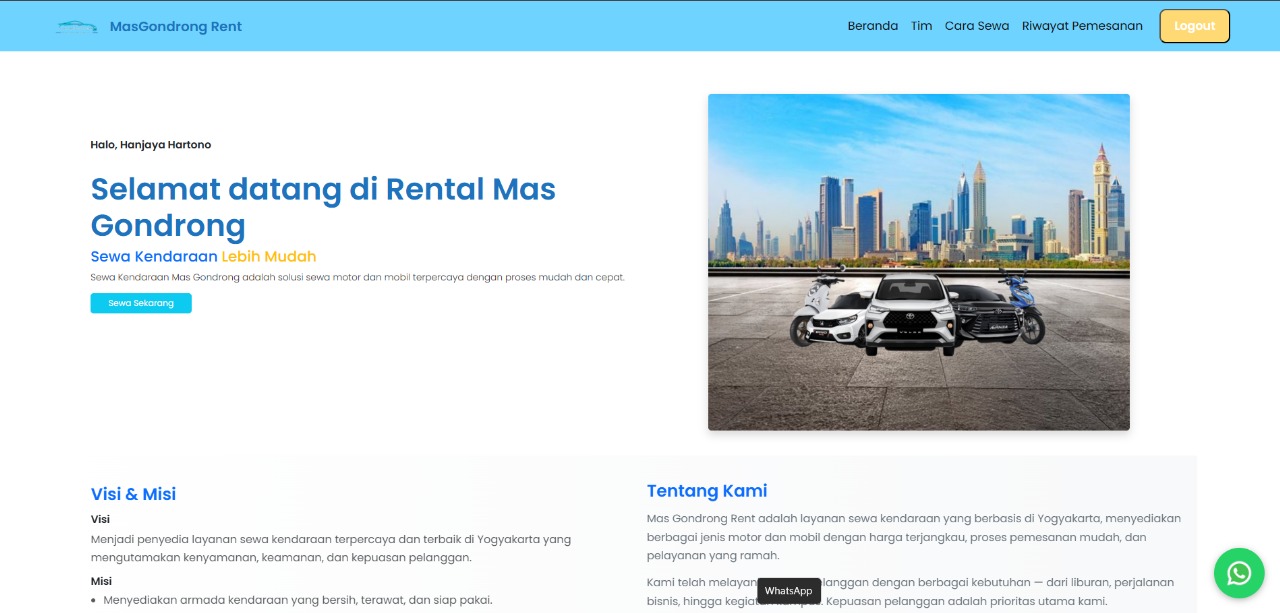 MasGondrong Rent
Beranda Tim Cara Sewa Riwayat Pemesanan Logout
Halo, Hanjaya Hartono
Selamat datang di Rental Mas
Gondrong
Sewa Kendaraan Lebih Mudah
Sewa Kendaraan Mas Gondrong adalah solusi sewa motor dan mobil terpercaya dengan proses mudah dan cepat.
Sewa Sekarang
Visi & Misi
Visi
Menjadi penyedia layanan sewa kendaraan terpercaya dan terbaik di Yogyakarta yang
mengutamakan kenyamanan, keamanan, dan kepuasan pelanggan.
Misi
• Menyediakan armada kendaraan yang bersih, terawat, dan siap pakai.
Tentang Kami
Mas Gondrong Rent adalah layanan sewa kendaraan yang berbasis di Yogyakarta, menyediakan
berbagai jenis motor dan mobil dengan harga terjangkau, proses pemesanan mudah, dan
pelayanan yang ramah.
Kami telah dengan berbagai kebutuhan — dari liburan, perjalanan
bisnis, hingga Kepuasan pelanggan adalah prioritas utama kami.
WhatsApp